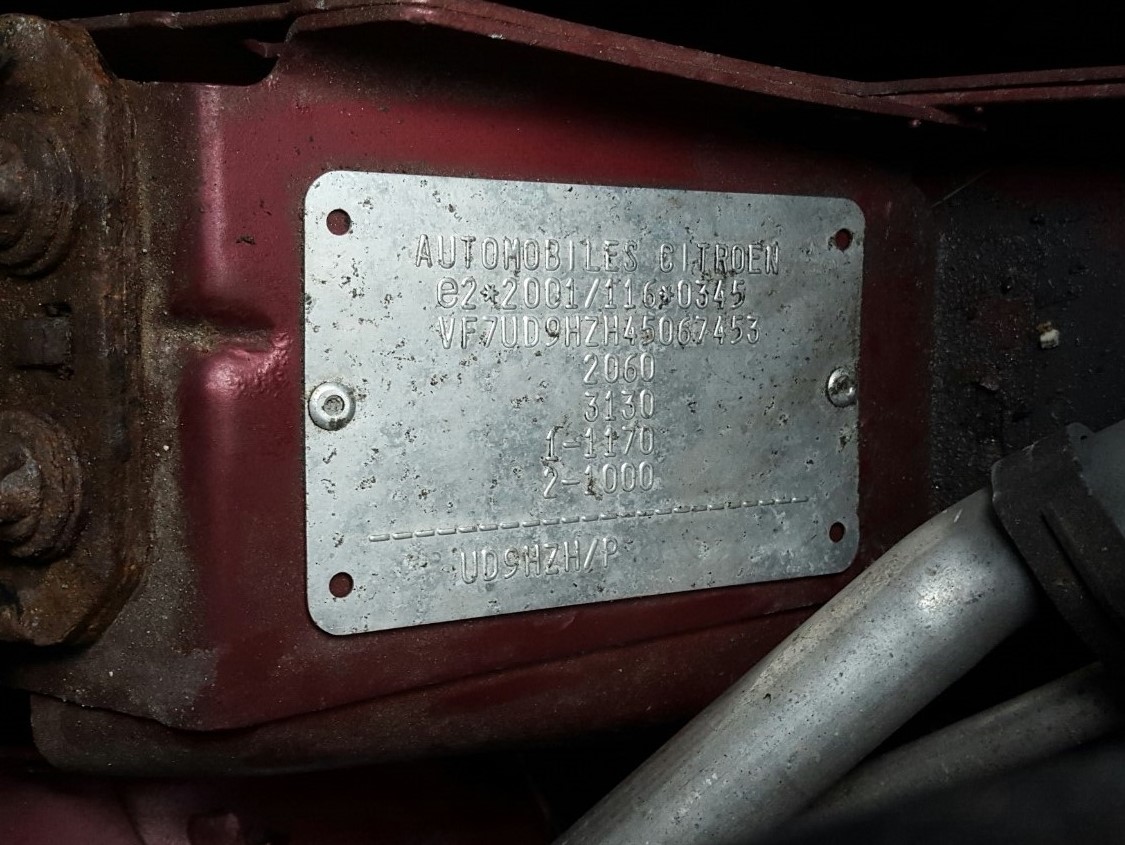 AUTOMOBILES CITROEN
e2*2001/116*0345
VF7UD9HZH45067453
2060
3130
1-1170
2-1000
UD9HZH/P